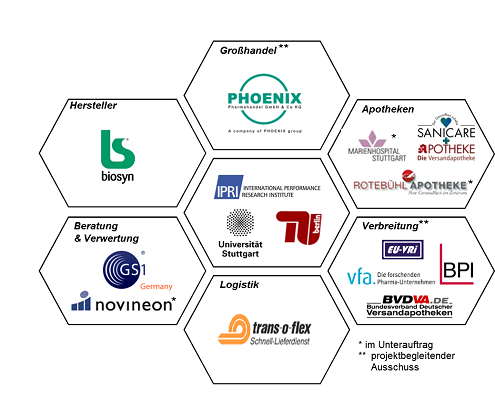 Großhandel **
PHOENIX
Pharmahandel GmbH & Co KG
A company of PHOENIX group
Hersteller
bs
biosyn
Apotheken
MARIENHOSPITAL
STUTTGART
*
SANICARE
APOTHEKE
Die Versandapotheke
ROTEBÜHL APOTHEKE *
Ihre Gesundheit im Zentrum
IPRI
INTERNATIONAL PERFORMANCE
RESEARCH INSTITUTE
Universität
Stuttgart
berlin
Beratung
& Verwertung
GS1
Germany
novineon*
Verbreitung**
EU-VRi
vfa.
Die forschenden
Pharma-Unternehmen
BPI
BVDVA.DE
Bundesverband Deutscher
Versandapotheken
Logistik
trans-o-flex
Schnell-Lieferdienst
* im Unterauftrag
** projektbegleitender
Ausschuss